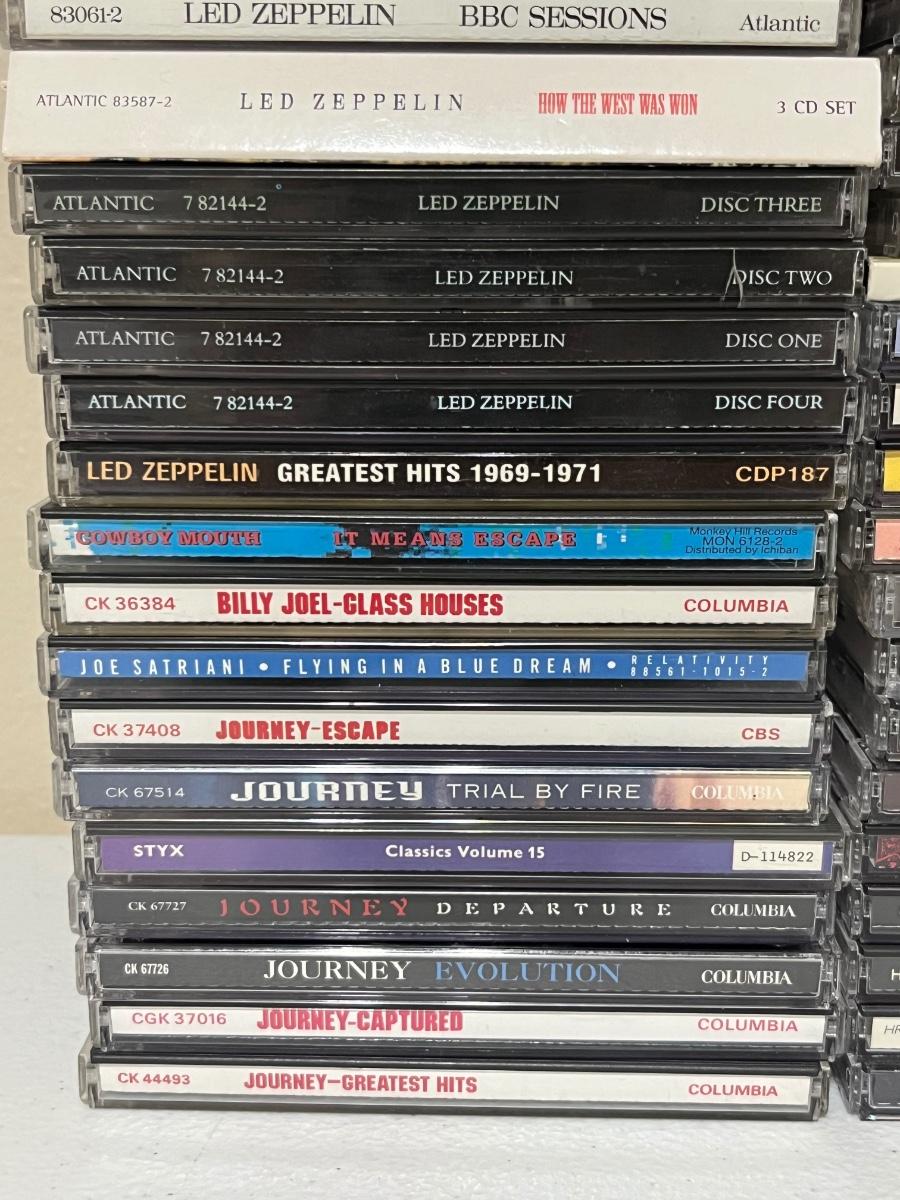 83061-2 LED ZEPPELIN BBC SESSIONS Atlantic
ATLANTIC 83587-2 LED ZEPPELIN HOW THE WEST WAS WON 3 CD SET
ATLANTIC 7 82144-2 LED ZEPPELIN DISC THREE
ATLANTIC 7 82144-2 LED ZEPPELIN DISC TWO
ATLANTIC 7 82144-2 LED ZEPPELIN DISC ONE
ATLANTIC 7 82144-2 LED ZEPPELIN DISC FOUR
LED ZEPPELIN GREATEST HITS 1969-1971 CDP187
COWBOY MOUTH IT MEANS ESCAPE Monkey Hill Records
MON 6128-2
Distributed by Ichiban
CK 36384 BILLY JOEL-GLASS HOUSES COLUMBIA
JOE SATRIANI • FLYING IN A BLUE DREAM • RELATIVITY
88561-1015-2
CK 37408 JOURNEY-ESCAPE CBS
CK 67514 JOURNEY TRIAL BY FIRE COLUMBIA
STYX Classics Volume 15 D-114822
CK 67727 JOURNEY DEPARTURE COLUMBIA
CK 67726 JOURNEY EVOLUTION COLUMBIA
CGK 37016 JOURNEY-CAPTURED COLUMBIA
CK 44493 JOURNEY-GREATEST HITS COLUMBIA
H
HR